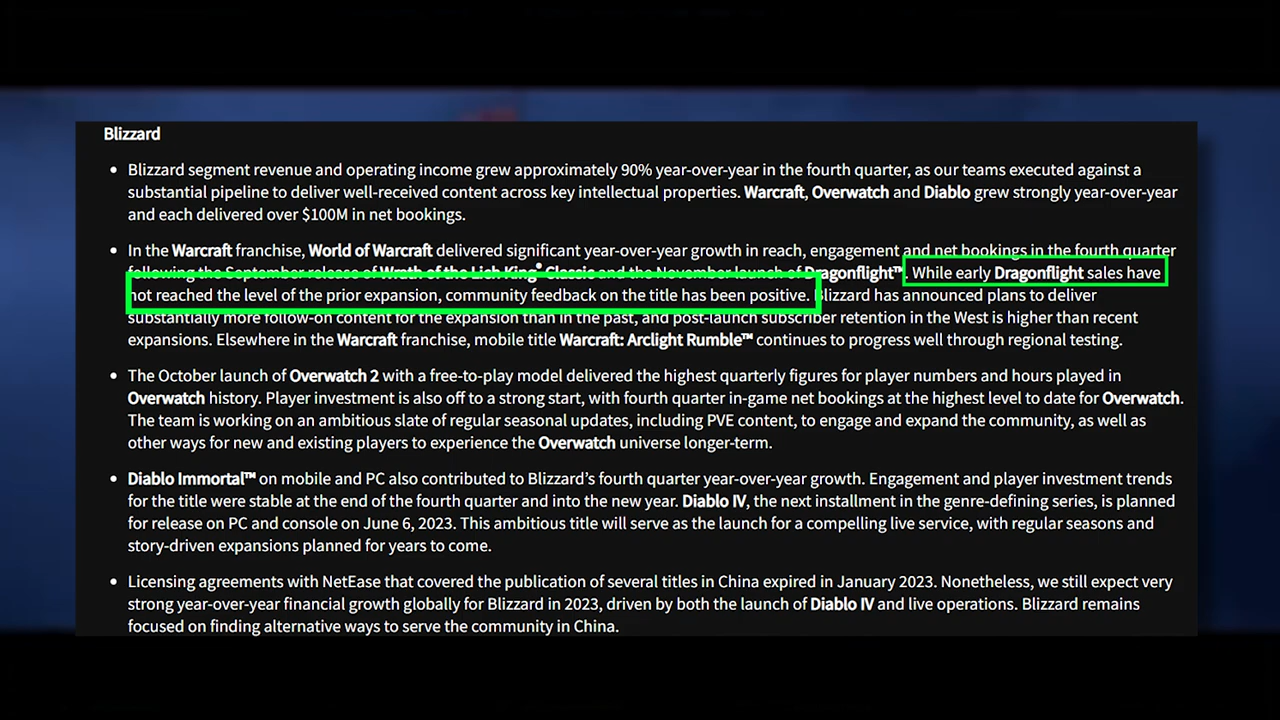 Blizzard
• Blizzard segment revenue and operating income grew approximately 90% year-over-year in the fourth quarter, as our teams executed against a
substantial pipeline to deliver well-received content across key intellectual properties. Warcraft, Overwatch and Diablo grew strongly year-over-year
and each delivered over $100M in net bookings.
• In the Warcraft franchise, World of Warcraft delivered significant year-over-year growth in reach, engagement and net bookings in the fourth quarter
following the September release of Wrath of the Lich King® Classic and the November launch of Dragonflight™. While early Dragonflight sales have
not reached the level of the prior expansion, community feedback on the title has been positive. Blizzard has announced plans to deliver
substantially more follow-on content for the expansion than in the past, and post-launch subscriber retention in the West is higher than recent
expansions. Elsewhere in the Warcraft franchise, mobile title Warcraft: Arclight Rumble™ continues to progress well through regional testing.
• The October launch of Overwatch 2 with a free-to-play model delivered the highest quarterly figures for player numbers and hours played in
Overwatch history. Player investment is also off to a strong start, with fourth quarter in-game net bookings at the highest level to date for Overwatch.
The team is working on an ambitious slate of regular seasonal updates, including PVE content, to engage and expand the community, as well as
other ways for new and existing players to experience the Overwatch universe longer-term.
• Diablo Immortal™ on mobile and PC also contributed to Blizzard's fourth quarter year-over-year growth. Engagement and player investment trends
for the title were stable at the end of the fourth quarter and into the new year. Diablo IV, the next installment in the genre-defining series, is planned
for release on PC and console on June 6, 2023. This ambitious title will serve as the launch for a compelling live service, with regular seasons and
story-driven expansions planned for years to come.
• Licensing agreements with NetEase that covered the publication of several titles in China expired in January 2023. Nonetheless, we still expect very
strong year-over-year financial growth globally for Blizzard in 2023, driven by both the launch of Diablo IV and live operations. Blizzard remains
focused on finding alternative ways to serve the community in China.